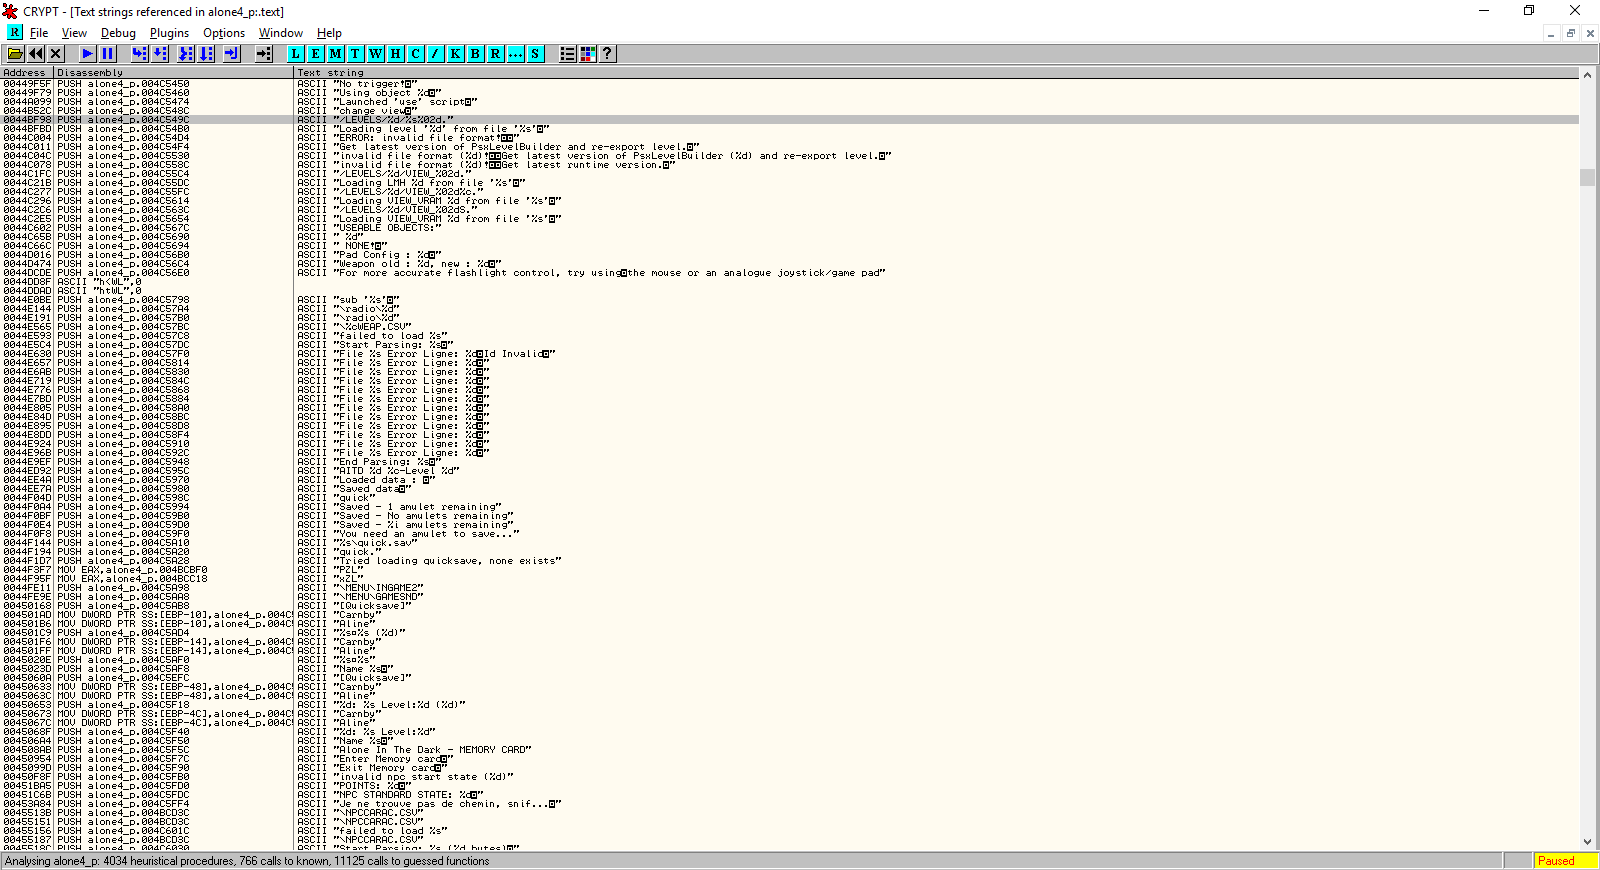 CRYPT - [Text strings referenced in alone4_p:.text]
R File View Debug Plugins Options Window Help
L E M T W H C / K B R ... S ?
Address Disassembly Text string
00449F5F PUSH alone4_p.004C5450 ASCII "No trigger!"
00449F79 PUSH alone4_p.004C5460 ASCII "Using object %d"
0044A099 PUSH alone4_p.004C5474 ASCII "Launched 'use' script"
0044B52C PUSH alone4_p.004C548C ASCII "change view"
0044BF98 PUSH alone4_p.004C549C ASCII "/LEVELS/%d/%s%02d."
0044BFBD PUSH alone4_p.004C54B0 ASCII "Loading level '%d' from file '%s'"
0044C004 PUSH alone4_p.004C54D4 ASCII "ERROR: invalid file format!"
0044C011 PUSH alone4_p.004C54F4 ASCII "Get latest version of PsxLevelBuilder and re-export level."
0044C04C PUSH alone4_p.004C5530 ASCII "invalid file format (%d)!Get latest version of PsxLevelBuilder (%d) and re-export level."
0044C078 PUSH alone4_p.004C558C ASCII "invalid file format (%d)!Get latest runtime version."
0044C1FC PUSH alone4_p.004C55C4 ASCII "/LEVELS/%d/VIEW_%02d."
0044C21B PUSH alone4_p.004C55DC ASCII "Loading LMH %d from file '%s'"
0044C277 PUSH alone4_p.004C55FC ASCII "/LEVELS/%d/VIEW_%02d%c."
0044C296 PUSH alone4_p.004C5614 ASCII "Loading VIEW_VRAM %d from file '%s'"
0044C2C6 PUSH alone4_p.004C563C ASCII "/LEVELS/%d/VIEW_%02dS."
0044C2E5 PUSH alone4_p.004C5654 ASCII "Loading VIEW_VRAM %d from file '%s'"
0044C602 PUSH alone4_p.004C567C ASCII "USEABLE OBJECTS:"
0044C65B PUSH alone4_p.004C5690 ASCII " %d"
0044C66C PUSH alone4_p.004C5694 ASCII " NONE!"
0044D016 PUSH alone4_p.004C56B0 ASCII "Pad Config : %d"
0044D474 PUSH alone4_p.004C56C4 ASCII "Weapon old : %d, new : %d"
0044DCDE PUSH alone4_p.004C56E0 ASCII "For more accurate flashlight control, try using the mouse or an analogue joystick/game pad"
0044DD8F ASCII "h<WL",0
0044DDAD ASCII "htWL",0
0044E0BE PUSH alone4_p.004C5798 ASCII "sub '%s'"
0044E144 PUSH alone4_p.004C57A4 ASCII "\radio\%d"
0044E191 PUSH alone4_p.004C57B0 ASCII "\radio\%d"
0044E565 PUSH alone4_p.004C57BC ASCII "\%cWEAP.CSV"
0044E593 PUSH alone4_p.004C57C8 ASCII "failed to load %s"
0044E5C4 PUSH alone4_p.004C57DC ASCII "Start Parsing: %s"
0044E630 PUSH alone4_p.004C57F0 ASCII "File %s Error Ligne: %d Id Invalid"
0044E657 PUSH alone4_p.004C5814 ASCII "File %s Error Ligne: %d"
0044E6AB PUSH alone4_p.004C5830 ASCII "File %s Error Ligne: %d"
0044E719 PUSH alone4_p.004C584C ASCII "File %s Error Ligne: %d"
0044E776 PUSH alone4_p.004C5868 ASCII "File %s Error Ligne: %d"
0044E7BD PUSH alone4_p.004C5884 ASCII "File %s Error Ligne: %d"
0044E805 PUSH alone4_p.004C58A0 ASCII "File %s Error Ligne: %d"
0044E84D PUSH alone4_p.004C58BC ASCII "File %s Error Ligne: %d"
0044E895 PUSH alone4_p.004C58D8 ASCII "File %s Error Ligne: %d"
0044E8DD PUSH alone4_p.004C58F4 ASCII "File %s Error Ligne: %d"
0044E924 PUSH alone4_p.004C5910 ASCII "File %s Error Ligne: %d"
0044E96B PUSH alone4_p.004C592C ASCII "File %s Error Ligne: %d"
0044E9EF PUSH alone4_p.004C5948 ASCII "End Parsing: %s"
0044ED92 PUSH alone4_p.004C595C ASCII "AITD %d %c-Level %d"
0044EE4A PUSH alone4_p.004C5970 ASCII "Loaded data : "
0044EE7A PUSH alone4_p.004C5980 ASCII "Saved data"
0044F04D PUSH alone4_p.004C598C ASCII "quick"
0044F0A4 PUSH alone4_p.004C5994 ASCII "Saved - 1 amulet remaining"
0044F0BF PUSH alone4_p.004C59B0 ASCII "Saved - No amulets remaining"
0044F0E4 PUSH alone4_p.004C59D0 ASCII "Saved - %i amulets remaining"
0044F0F8 PUSH alone4_p.004C59F0 ASCII "You need an amulet to save..."
0044F144 PUSH alone4_p.004C5A10 ASCII "%s\quick.sav"
0044F194 PUSH alone4_p.004C5A20 ASCII "quick."
0044F1D7 PUSH alone4_p.004C5A28 ASCII "Tried loading quicksave, none exists"
0044F3F7 MOV EAX,alone4_p.004BCBF0 ASCII "PZL"
0044F95F MOV EAX,alone4_p.004BCC18 ASCII "xZL"
0044FE11 PUSH alone4_p.004C5A98 ASCII "\MENU\INGAME2"
0044FE9E PUSH alone4_p.004C5AA8 ASCII "\MENU\GAMESND"
00450168 PUSH alone4_p.004C5AB8 ASCII "[Quicksave]"
004501AD MOV DWORD PTR SS:[EBP-10],alone4_p.004C5 ASCII "Carnby"
004501B6 MOV DWORD PTR SS:[EBP-10],alone4_p.004C5 ASCII "Aline"
004501C9 PUSH alone4_p.004C5AD4 ASCII "%s¤%s (%d)"
004501F6 MOV DWORD PTR SS:[EBP-14],alone4_p.004C5 ASCII "Carnby"
004501FF MOV DWORD PTR SS:[EBP-14],alone4_p.004C5 ASCII "Aline"
0045020E PUSH alone4_p.004C5AF0 ASCII "%s¤%s"
0045023D PUSH alone4_p.004C5AF8 ASCII "Name %s"
0045060A PUSH alone4_p.004C5EFC ASCII "[Quicksave]"
00450633 MOV DWORD PTR SS:[EBP-48],alone4_p.004C5 ASCII "Carnby"
0045063C MOV DWORD PTR SS:[EBP-48],alone4_p.004C5 ASCII "Aline"
00450653 PUSH alone4_p.004C5F18 ASCII "%d: %s Level:%d (%d)"
00450673 MOV DWORD PTR SS:[EBP-4C],alone4_p.004C5 ASCII "Carnby"
0045067C MOV DWORD PTR SS:[EBP-4C],alone4_p.004C5 ASCII "Aline"
0045068F PUSH alone4_p.004C5F40 ASCII "%d: %s Level:%d"
004506A4 PUSH alone4_p.004C5F50 ASCII "Name %s"
004508AB PUSH alone4_p.004C5F5C ASCII "Alone In The Dark - MEMORY CARD"
00450954 PUSH alone4_p.004C5F7C ASCII "Enter Memory card"
0045099D PUSH alone4_p.004C5F90 ASCII "Exit Memory card"
00450F8F PUSH alone4_p.004C5FB0 ASCII "invalid npc start state (%d)"
00451BA5 PUSH alone4_p.004C5FD0 ASCII "POINTS: %d"
00451C6B PUSH alone4_p.004C5FDC ASCII "NPC STANDARD STATE: %d"
00453A84 PUSH alone4_p.004C5FF4 ASCII "Je ne trouve pas de chemin, snif..."
0045513B PUSH alone4_p.004BCD3C ASCII "\NPCCARAC.CSV"
00455151 PUSH alone4_p.004BCD3C ASCII "\NPCCARAC.CSV"
00455156 PUSH alone4_p.004C601C ASCII "failed to load %s"
00455187 PUSH alone4_p.004BCD3C ASCII "\NPCCARAC.CSV"
0045518C PUSH alone4_p.004C6030 ASCII "Start Parsing: %s (%d bytes)"
Analysing alone4_p: 4034 heuristical procedures, 766 calls to known, 11125 calls to guessed functions
Paused